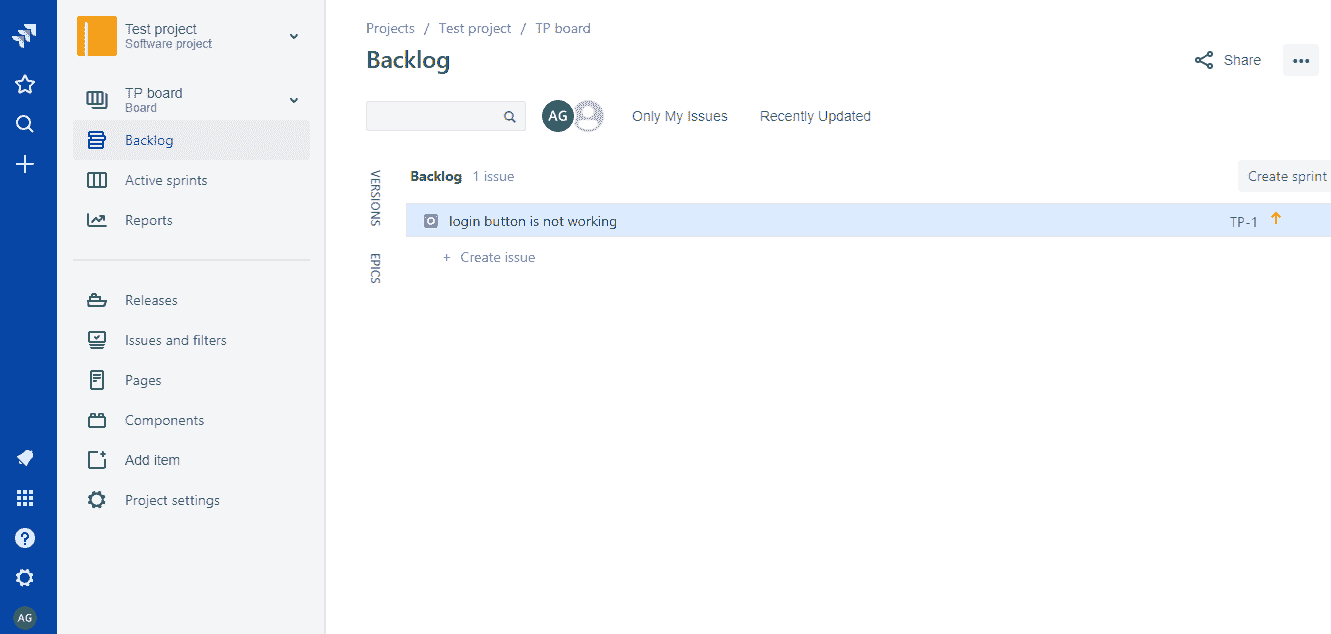 Test project
Software project
TP board
Board
Backlog
Active sprints
Reports
Releases
Issues and filters
Pages
Components
Add item
Project settings
AG
Projects / Test project / TP board
Backlog
Share
AG
Only My Issues
Recently Updated
VERSIONS
EPICS
Backlog 1 issue
Create sprint
login button is not working
TP-1
+ Create issue